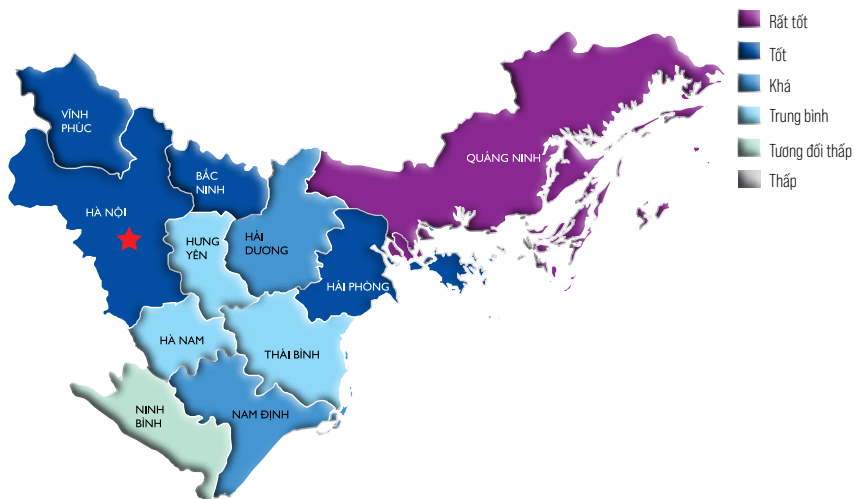 Rất tốt
Tốt
Khá
Trung bình
Tương đối thấp
Thấp
VĨNH
PHÚC
BẮC
NINH
QUẢNG NINH
HÀ NỘI
HƯNG
YÊN
HẢI
DƯƠNG
HẢI PHÒNG
HÀ NAM
THÁI BÌNH
NINH
BÌNH
NAM ĐỊNH